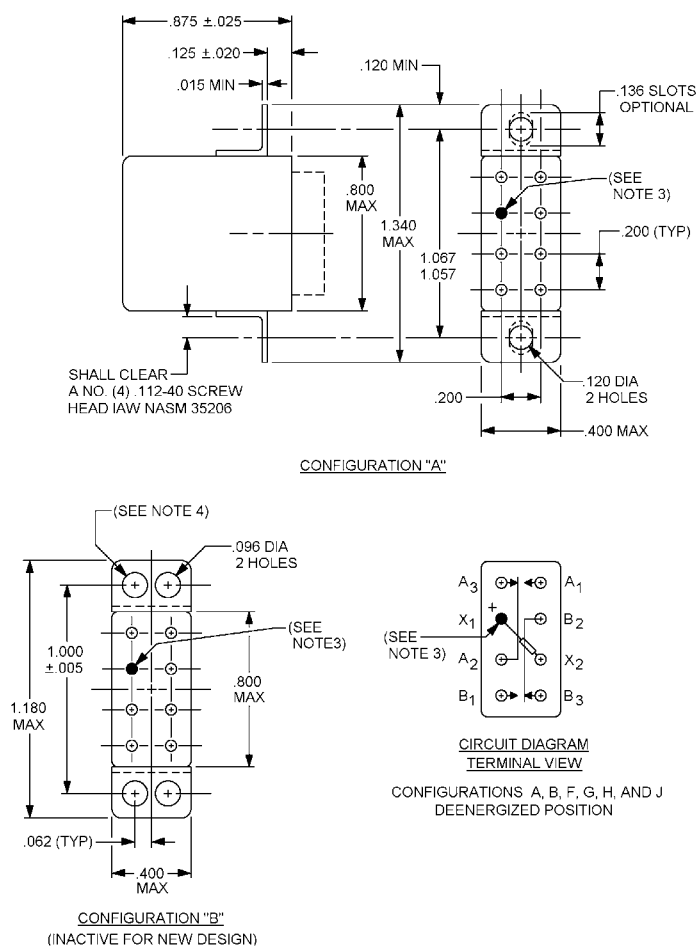 .875 ±.025
.125 ±.020
.015 MIN
.120 MIN
.136 SLOTS
OPTIONAL
.800
MAX
1.340
MAX
1.067
1.057
(SEE
NOTE 3)
.200 (TYP)
SHALL CLEAR
A NO. (4) .112-40 SCREW
HEAD IAW NASM 35206
.200
.120 DIA
2 HOLES
.400 MAX
CONFIGURATION "A"
(SEE NOTE 4)
.096 DIA
2 HOLES
(SEE
NOTE3)
1.000
±.005
1.180
MAX
.800
MAX
.062 (TYP)
.400
MAX
CONFIGURATION "B"
(INACTIVE FOR NEW DESIGN)
A3 A1
+
X1 B2
(SEE
NOTE 3)
A2 X2
B1 B3
CIRCUIT DIAGRAM
TERMINAL VIEW
CONFIGURATIONS A, B, F, G, H, AND J
DEENERGIZED POSITION